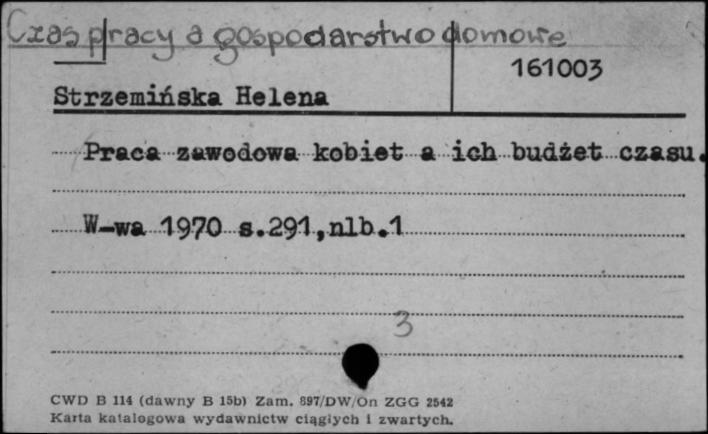 Czas pracy a gospodarstwo domowe
161003
Strzemińska Helena
Praca zawodowa kobiet a ich budżet czasu.
W-wa 1970 s.291,nlb.1
3
CWD B 114 (dawny B 15b) Zam. 897/DW/On ZGG 2542
Karta katalogowa wydawnictw ciągłych i zwartych.